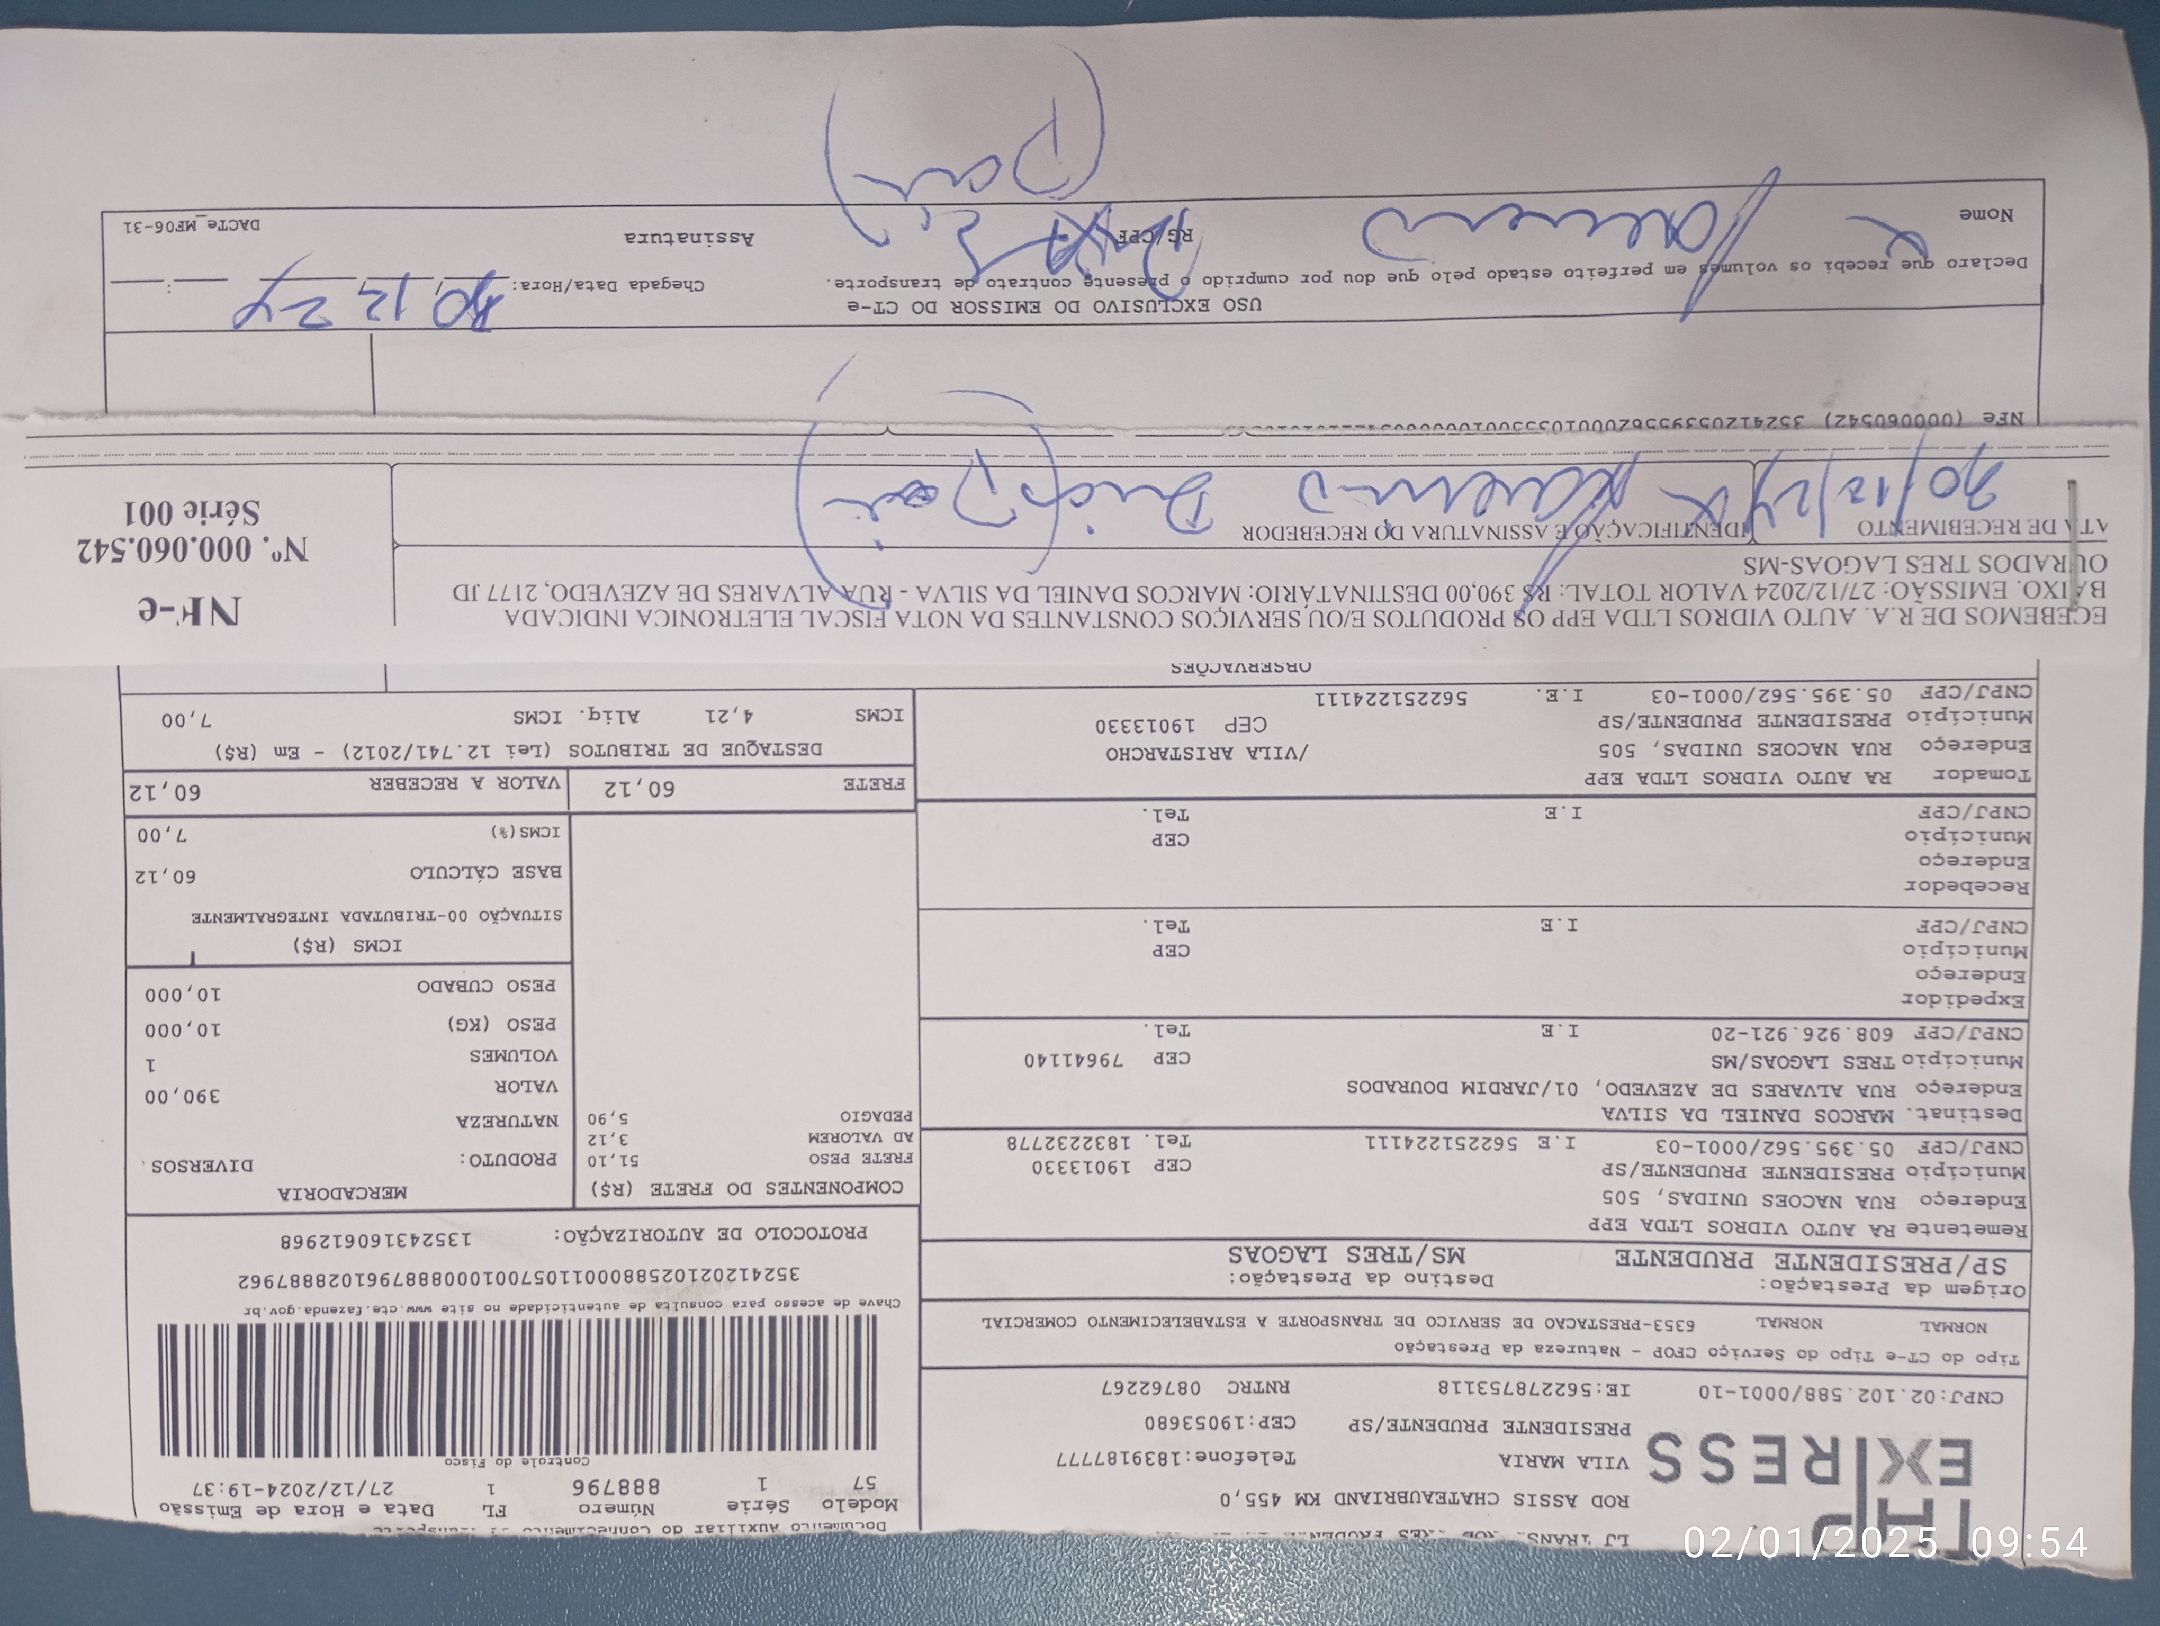 LHP
EXPRESS
ROD ASSIS CHATEAUBRIAND KM 455,0
VILA MARIA Telefone:1839187777
PRESIDENTE PRUDENTE/SP CEP:19053680
CNPJ:02.102.588/0001-10 IE:562278753118 RNTRC 08762267
Documento Auxiliar do Conhecimento
Modelo Série Número FL Data e Hora de Emissão
57 1 888796 1 27/12/2024-19:37
Controle do Fisco
Chave de acesso para consulta de autenticidade no site www.cte.fazenda.gov.br
35241202102588000110570010008887961028887962
PROTOCOLO DE AUTORIZAÇÃO: 135243160612968
Tipo do CT-e Tipo do Serviço CFOP - Natureza da Prestação
NORMAL NORMAL 6353-PRESTACAO DE SERVICO DE TRANSPORTE A ESTABELECIMENTO COMERCIAL
Origem da Prestação: Destino da Prestação:
SP/PRESIDENTE PRUDENTE MS/TRES LAGOAS
Remetente RA AUTO VIDROS LTDA EPP
Endereço RUA NACOES UNIDAS, 505
Município PRESIDENTE PRUDENTE/SP CEP 19013330
CNPJ/CPF 05.395.562/0001-03 I.E 562251224111 Tel. 1832232778
Destinat. MARCOS DANIEL DA SILVA
Endereço RUA ALVARES DE AZEVEDO, 01/JARDIM DOURADOS
Município TRES LAGOAS/MS CEP 79641140
CNPJ/CPF 608.926.921-20 I.E Tel.
Expedidor
Endereço
Município CEP
CNPJ/CPF I.E Tel.
Recebedor
Endereço
Município CEP
CNPJ/CPF I.E Tel.
Tomador RA AUTO VIDROS LTDA EPP
Endereço RUA NACOES UNIDAS, 505 /VILA ARISTARCHO
Município PRESIDENTE PRUDENTE/SP CEP 19013330
CNPJ/CPF 05.395.562/0001-03 I.E. 562251224111
COMPONENTES DO FRETE (R$)
FRETE PESO 51,10
AD VALOREM 3,12
PEDAGIO 5,90
MERCADORIA
PRODUTO: DIVERSOS
NATUREZA
VALOR 390,00
VOLUMES 1
PESO (KG) 10,000
PESO CUBADO 10,000
ICMS (R$)
SITUAÇÃO 00-TRIBUTADA INTEGRALMENTE
BASE CÁLCULO 60,12
ICMS(%) 7,00
FRETE 60,12 VALOR A RECEBER 60,12
DESTAQUE DE TRIBUTOS (Lei 12.741/2012) - Em (R$)
ICMS 4,21 Aliq. ICMS 7,00
OBSERVAÇÕES
ECEBEMOS DE R.A. AUTO VIDROS LTDA EPP OS PRODUTOS E/OU SERVIÇOS CONSTANTES DA NOTA FISCAL ELETRONICA INDICADA
BAIXO. EMISSÃO: 27/12/2024 VALOR TOTAL: R$ 390,00 DESTINATÁRIO: MARCOS DANIEL DA SILVA - RUA ALVARES DE AZEVEDO, 2177 JD
OURADOS TRES LAGOAS-MS
ATA DE RECEBIMENTO IDENTIFICAÇÃO E ASSINATURA DO RECEBEDOR
30/12/24
NF-e
Nº. 000.060.542
Série 001
NFe (000060542)
USO EXCLUSIVO DO EMISSOR DO CT-e
Declaro que recebi os volumes em perfeito estado pelo que dou por cumprido o presente contrato de transporte.
Chegada Data/Hora: 30 12 24 :
Nome RG/CPF Assinatura
DACTe_MF06-31
02/01/2025 09:54